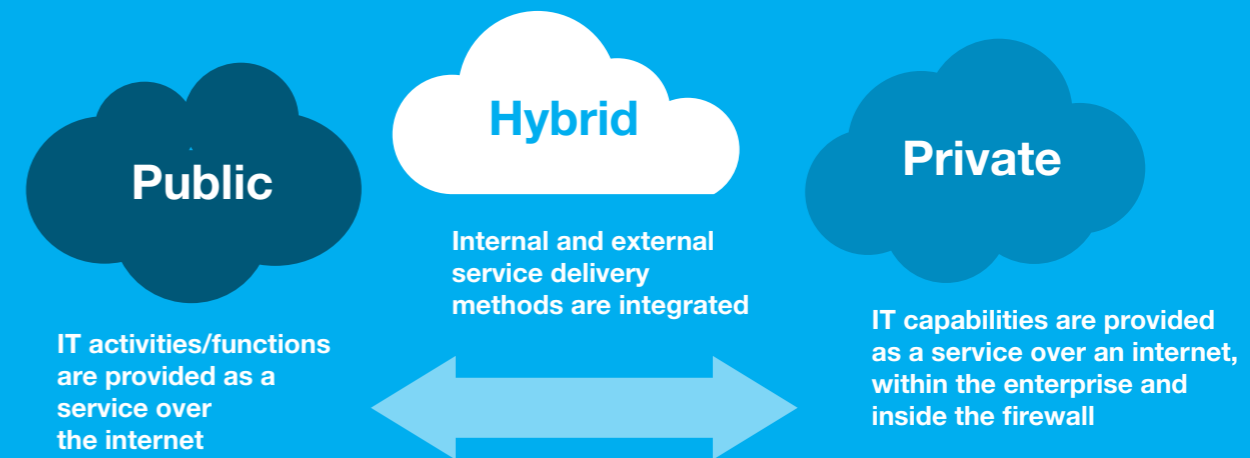 Public
IT activities/functions
are provided as a
service over
the internet
Hybrid
Internal and external
service delivery
methods are integrated
Private
IT capabilities are provided
as a service over an internet,
within the enterprise and
inside the firewall